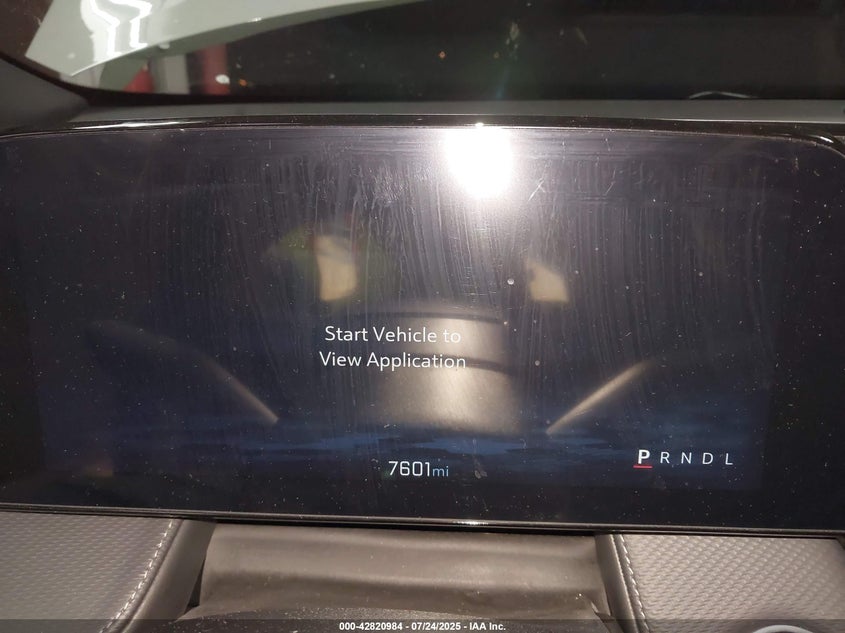 Start Vehicle to
View Application
7601mi
P R N D L
000-42820984 - 07/24/2025 - IAA Inc.